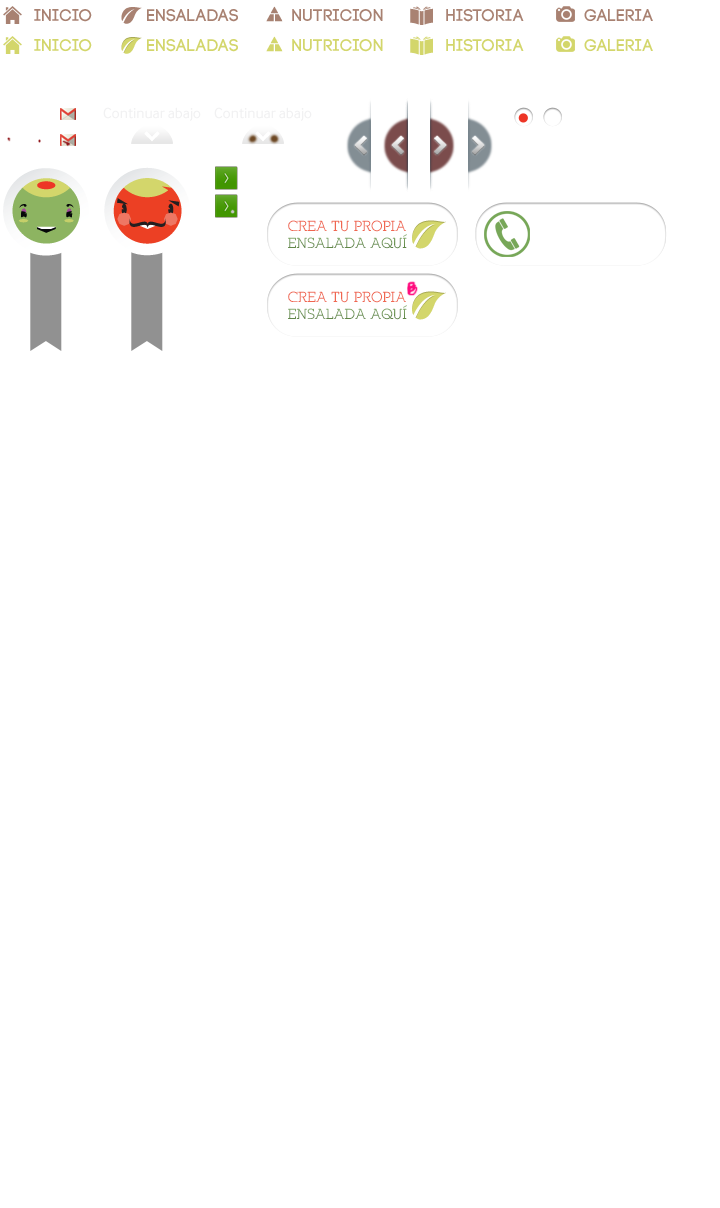 INICIO ENSALADAS NUTRICION HISTORIA GALERIA
INICIO ENSALADAS NUTRICION HISTORIA GALERIA
Continuar abajo Continuar abajo
CREA TU PROPIA
ENSALADA AQUÍ
CREA TU PROPIA
ENSALADA AQUÍ